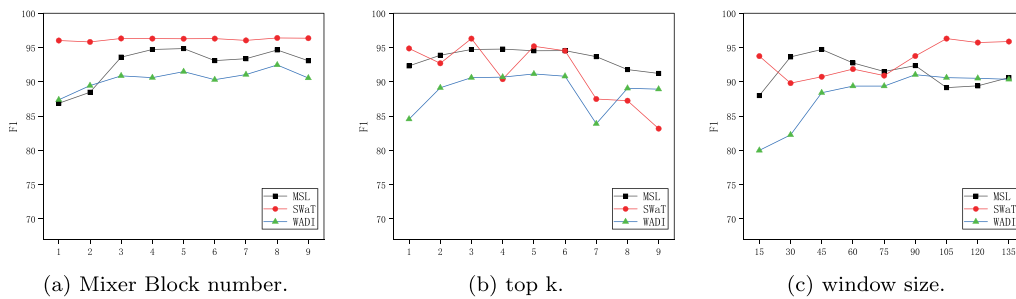 100
95
90
85
80
75
70
F1
1 2 3 4 5 6 7 8 9
MSL
SWaT
WADI
(a) Mixer Block number.
100
95
90
85
80
75
70
F1
1 2 3 4 5 6 7 8 9
MSL
SWaT
WADI
(b) top k.
100
95
90
85
80
75
70
F1
15 30 45 60 75 90 105 120 135
MSL
SWaT
WADI
(c) window size.